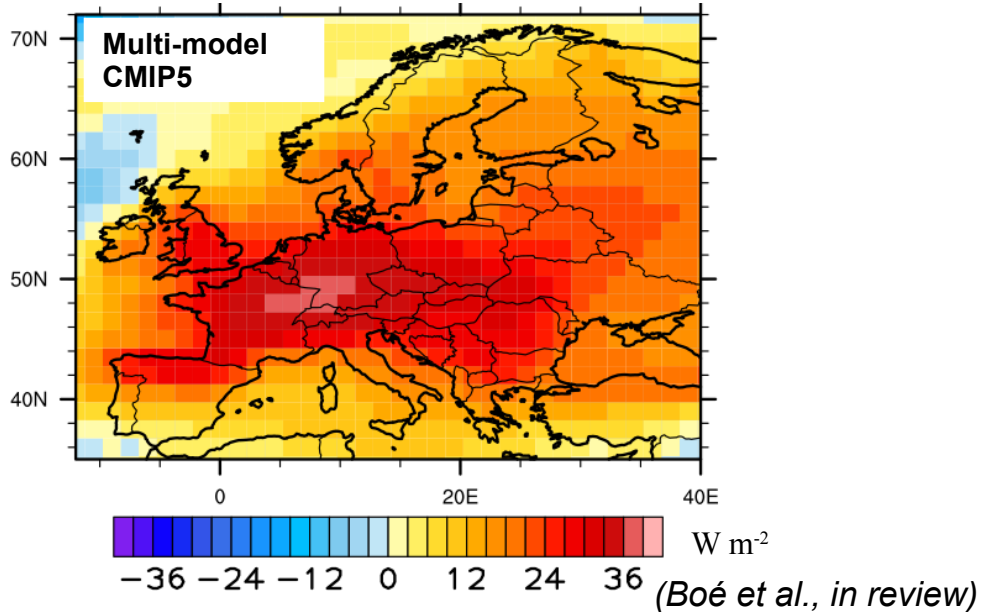 70N
Multi-model
CMIP5
60N
50N
40N
0 20E 40E
−36 −24 −12 0 12 24 36 W m-2
(Boé et al., in review)